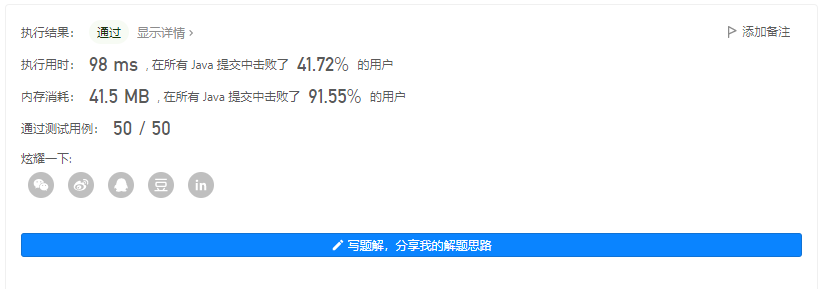 执行结果： 通过 显示详情 › 添加备注
执行用时： 98 ms , 在所有 Java 提交中击败了 41.72% 的用户
内存消耗： 41.5 MB , 在所有 Java 提交中击败了 91.55% 的用户
通过测试用例： 50 / 50
炫耀一下:
豆 in
写题解，分享我的解题思路